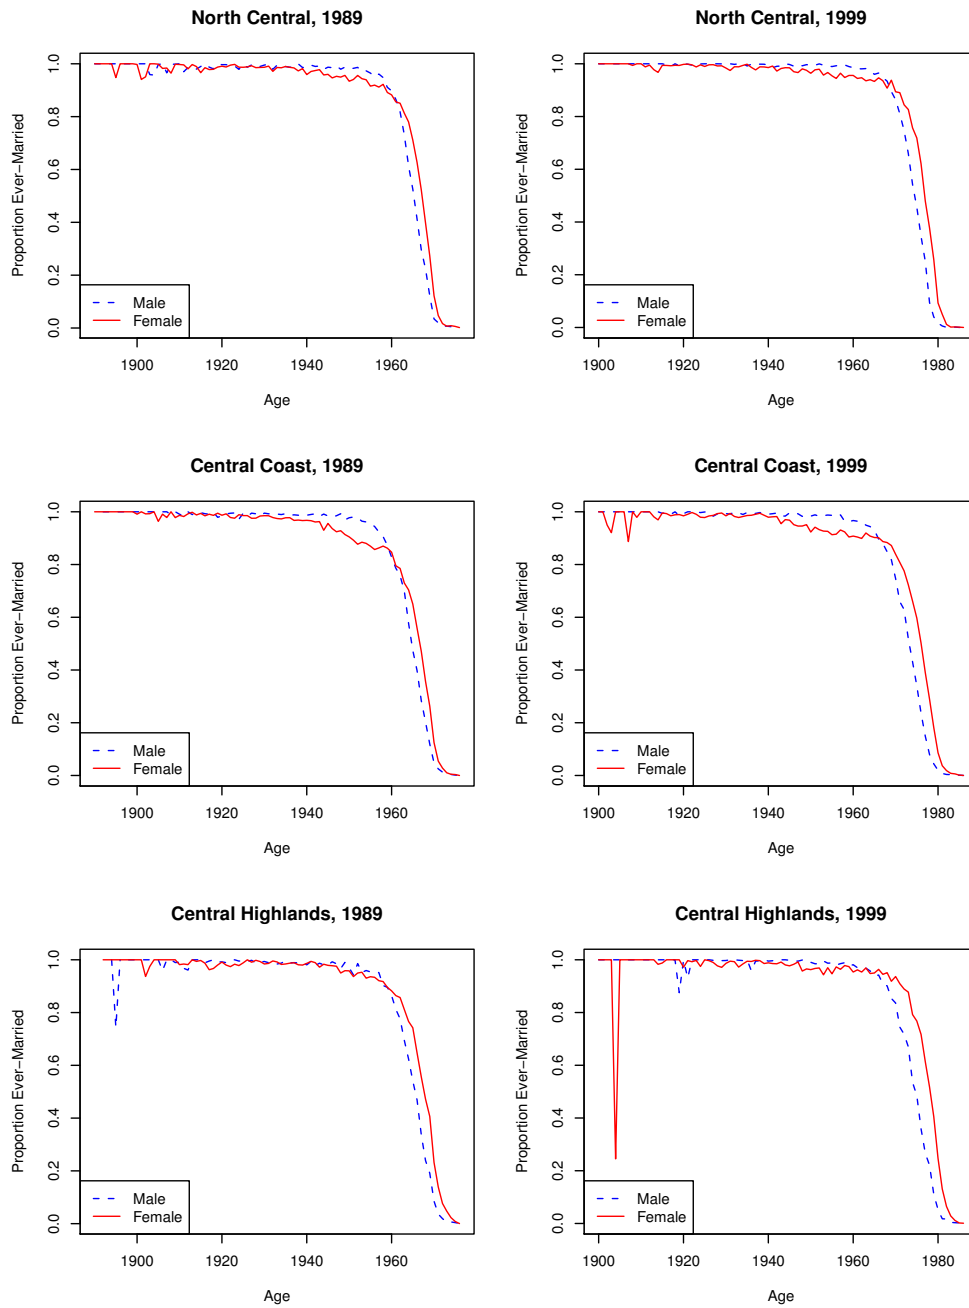 North Central, 1989
Proportion Ever−Married
0.0 0.2 0.4 0.6 0.8 1.0
1900 1920 1940 1960
Age
Male
Female
North Central, 1999
Proportion Ever−Married
0.0 0.2 0.4 0.6 0.8 1.0
1900 1920 1940 1960 1980
Age
Male
Female
Central Coast, 1989
Proportion Ever−Married
0.0 0.2 0.4 0.6 0.8 1.0
1900 1920 1940 1960
Age
Male
Female
Central Coast, 1999
Proportion Ever−Married
0.0 0.2 0.4 0.6 0.8 1.0
1900 1920 1940 1960 1980
Age
Male
Female
Central Highlands, 1989
Proportion Ever−Married
0.0 0.2 0.4 0.6 0.8 1.0
1900 1920 1940 1960
Age
Male
Female
Central Highlands, 1999
Proportion Ever−Married
0.0 0.2 0.4 0.6 0.8 1.0
1900 1920 1940 1960 1980
Age
Male
Female